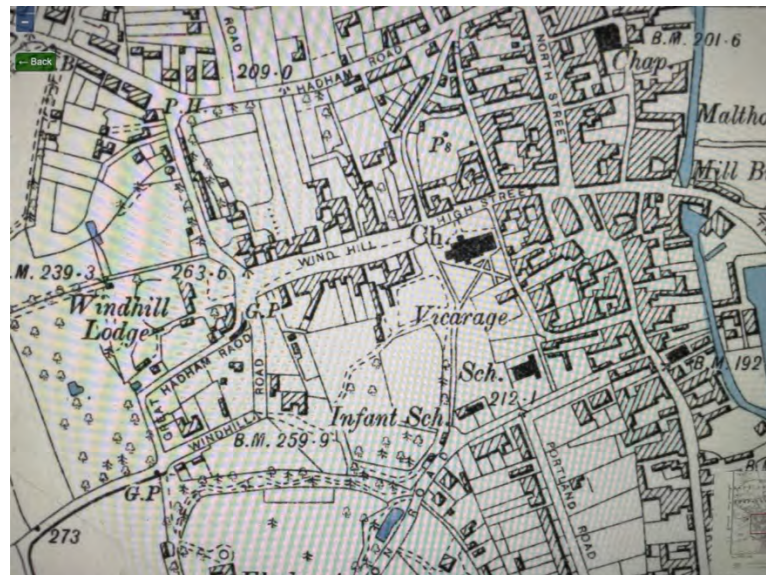 ← Back
B
ROAD
209·0
HADHAM ROAD
P.H
NORTH STREET
B.M. 201·6
Chap.
Ps
Maltho
Mill B
HIGH STREET
Ch.
WIND HILL
.M. 239·3
263·6
Windhill
Lodge
G.P
Vicarage
GREAT HADHAM ROAD
ROAD
Sch.
B.M. 192
212·1
Infant Sch.
WINDHILL
B.M. 259·9
G.P
PORTLAND ROAD
273